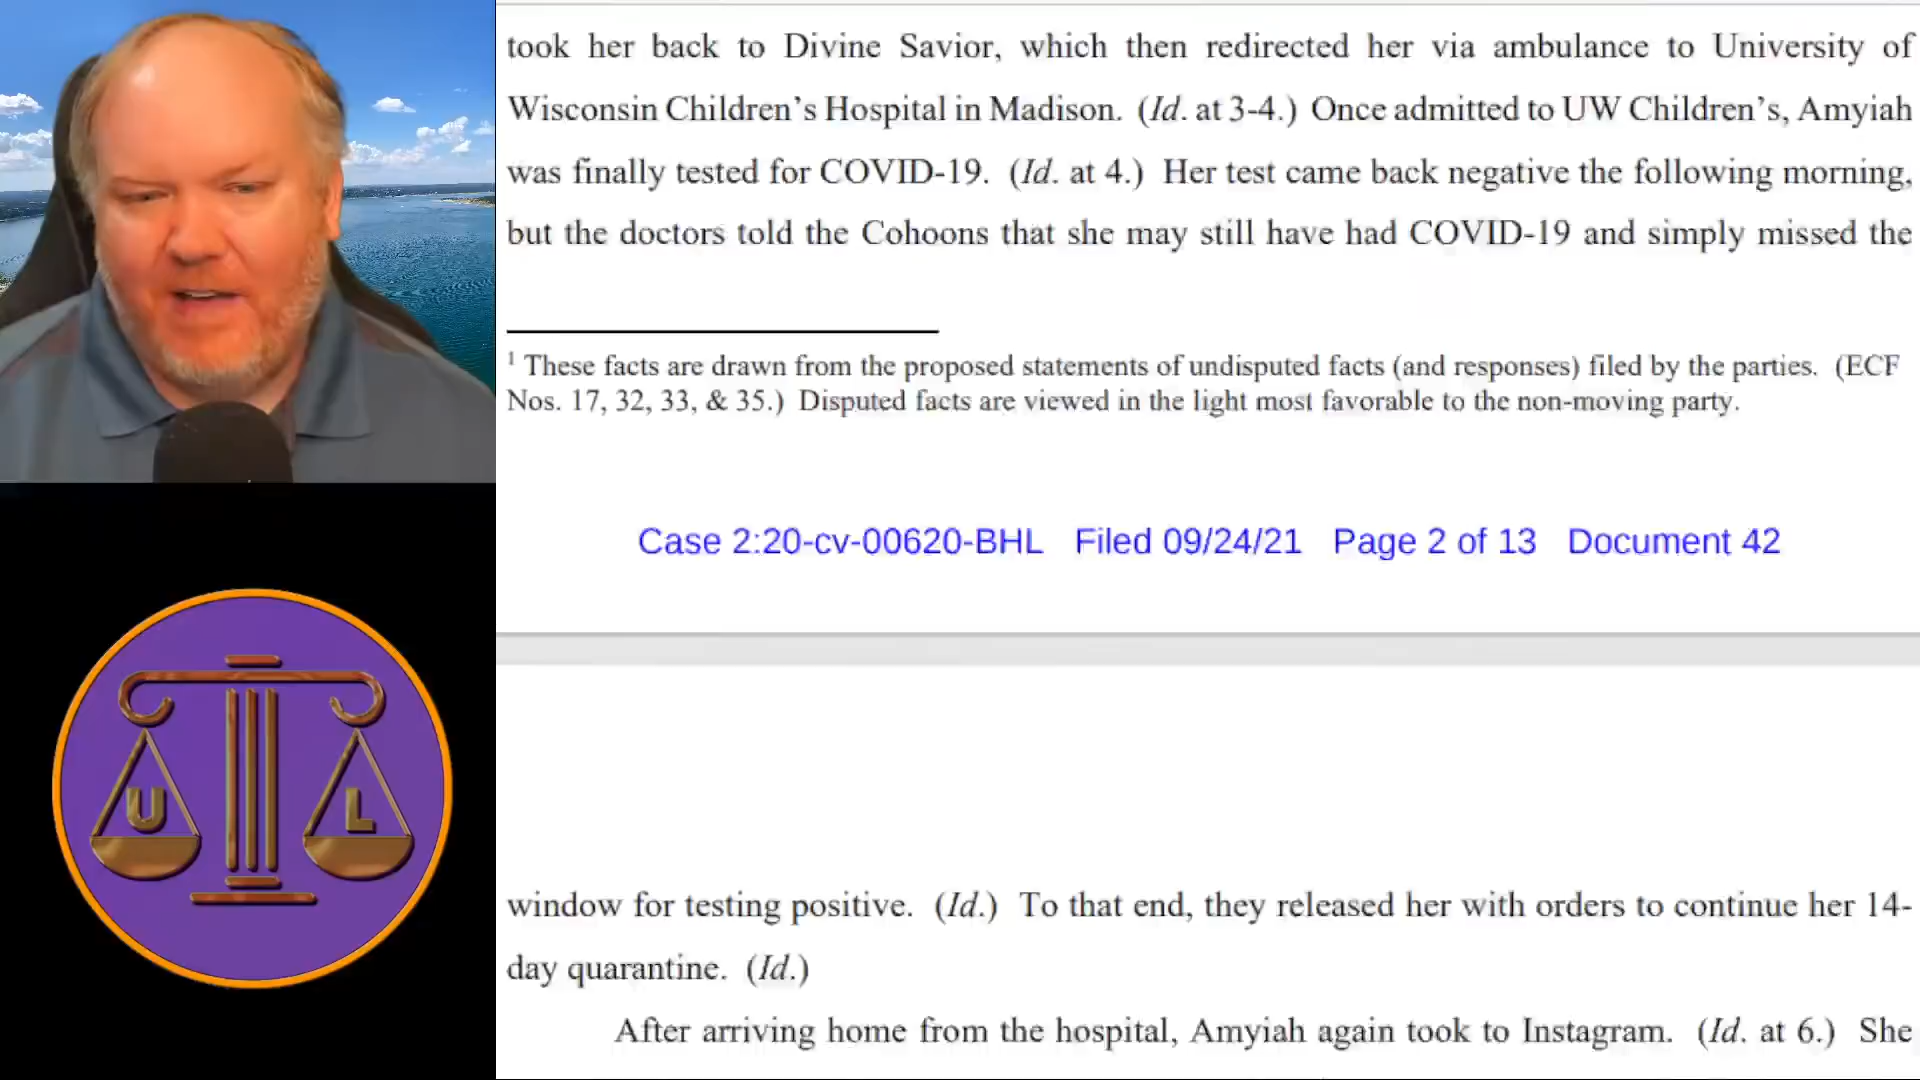 took her back to Divine Savior, which then redirected her via ambulance to University of
Wisconsin Children’s Hospital in Madison. (Id. at 3-4.) Once admitted to UW Children’s, Amyiah
was finally tested for COVID-19. (Id. at 4.) Her test came back negative the following morning,
but the doctors told the Cohoons that she may still have had COVID-19 and simply missed the
1 These facts are drawn from the proposed statements of undisputed facts (and responses) filed by the parties. (ECF
Nos. 17, 32, 33, & 35.) Disputed facts are viewed in the light most favorable to the non-moving party.
Case 2:20-cv-00620-BHL Filed 09/24/21 Page 2 of 13 Document 42
window for testing positive. (Id.) To that end, they released her with orders to continue her 14-
day quarantine. (Id.)
After arriving home from the hospital, Amyiah again took to Instagram. (Id. at 6.) She
U L